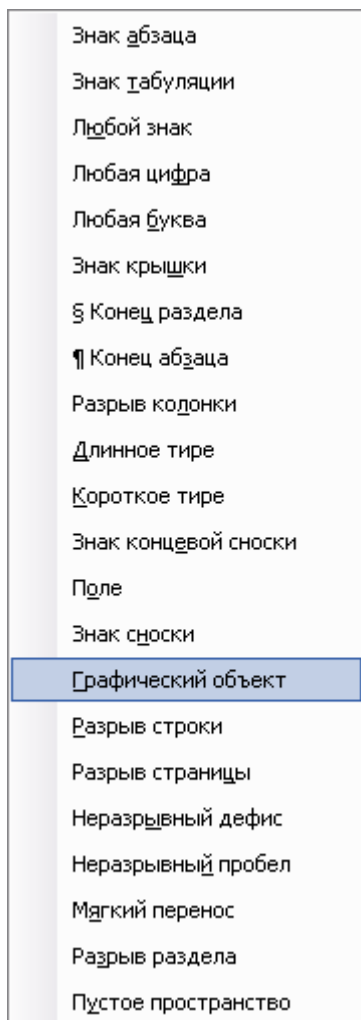 Знак абзаца
Знак табуляции
Любой знак
Любая цифра
Любая буква
Знак крышки
§ Конец раздела
¶ Конец абзаца
Разрыв колонки
Длинное тире
Короткое тире
Знак концевой сноски
Поле
Знак сноски
Графический объект
Разрыв строки
Разрыв страницы
Неразрывный дефис
Неразрывный пробел
Мягкий перенос
Разрыв раздела
Пустое пространство